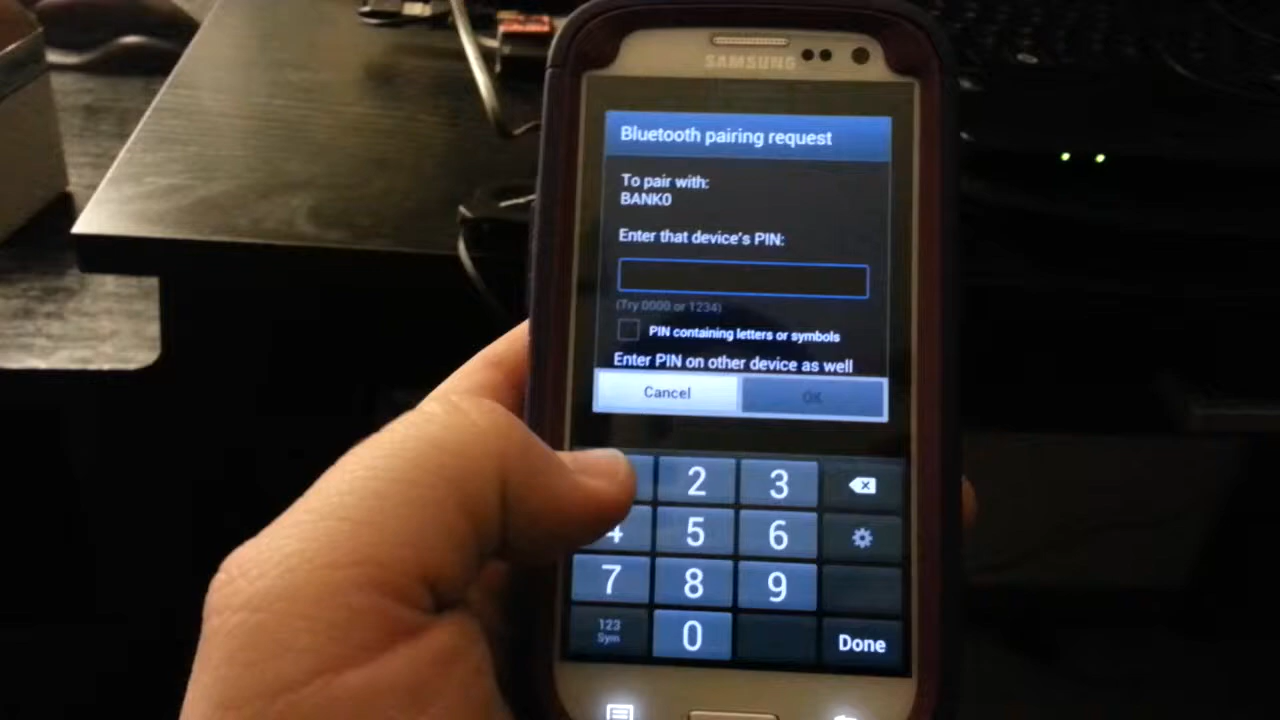 SAMSUNG
Bluetooth pairing request
To pair with:
BANK0
Enter that device's PIN:
(Try 0000 or 1234)
PIN containing letters or symbols
Enter PIN on other device as well
Cancel OK
2 3
4 5 6
7 8 9
123
Sym
0 Done